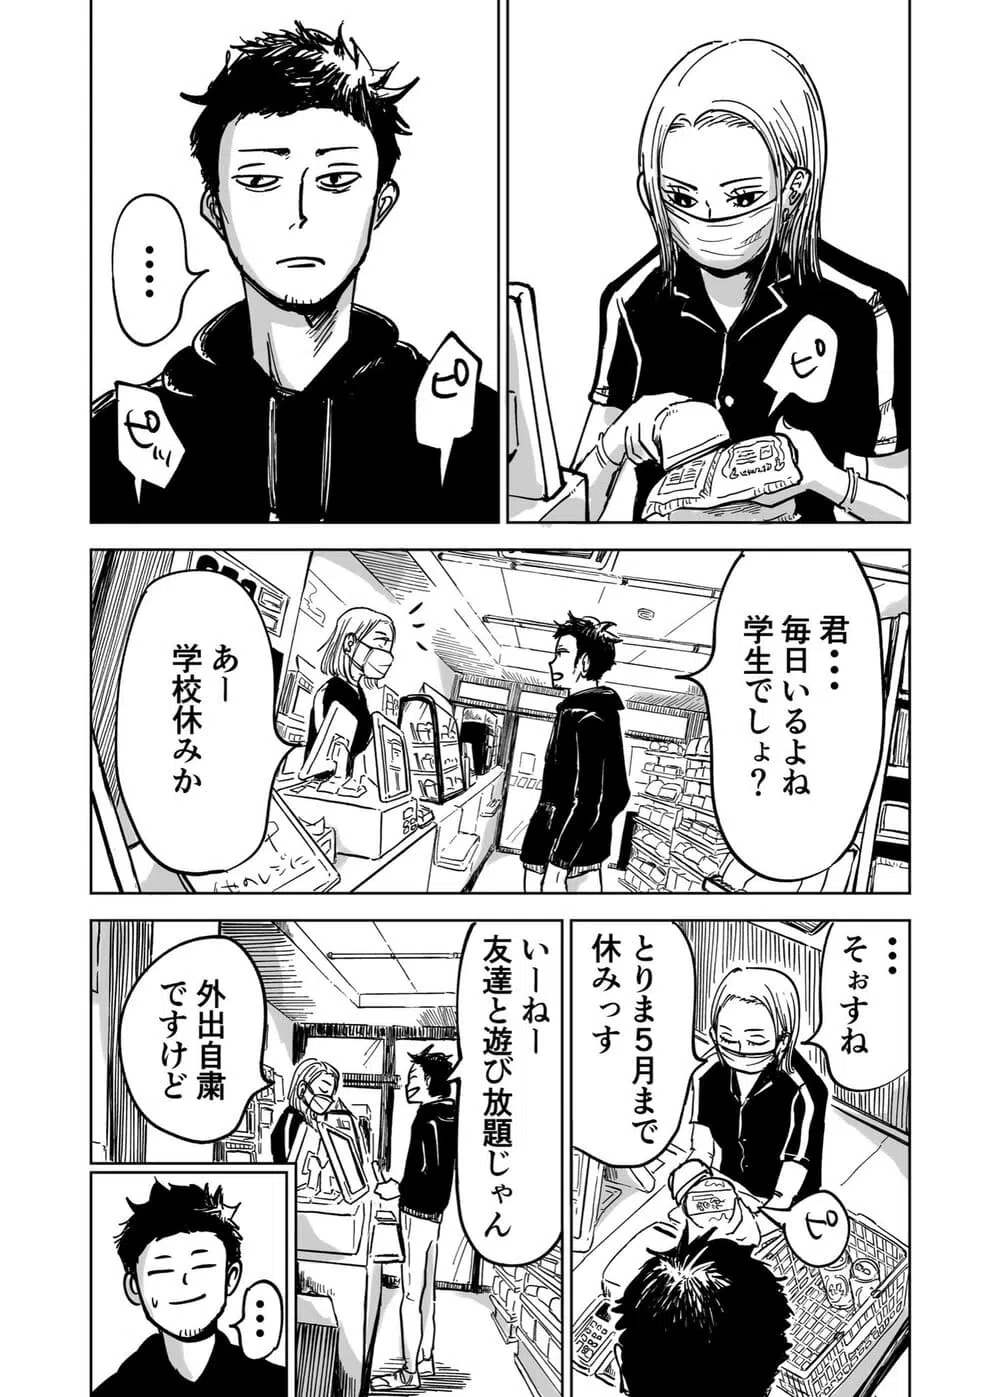 ピ
ピ
ピッ
・・・
君・・・
毎日いるよね
学生でしょ？
あー
学校休みか
・・・
そぉすね
とりま5月まで
休みっす
ピ
いーねー
友達と遊び放題じゃん
外出自粛
ですけど
・・・